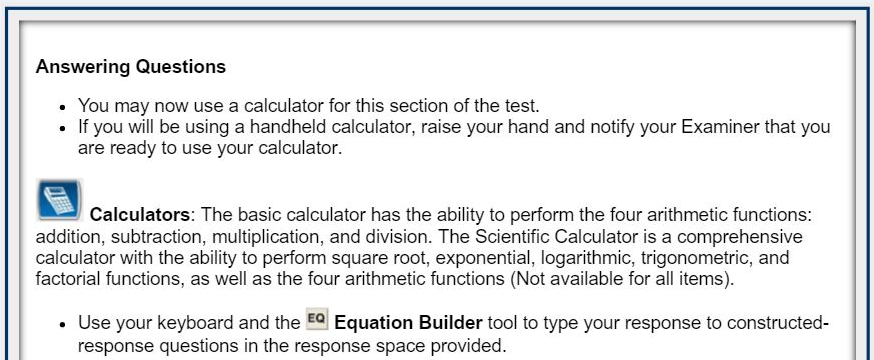 Answering Questions
• You may now use a calculator for this section of the test.
• If you will be using a handheld calculator, raise your hand and notify your Examiner that you
are ready to use your calculator.
Calculators: The basic calculator has the ability to perform the four arithmetic functions:
addition, subtraction, multiplication, and division. The Scientific Calculator is a comprehensive
calculator with the ability to perform square root, exponential, logarithmic, trigonometric, and
factorial functions, as well as the four arithmetic functions (Not available for all items).
• Use your keyboard and the EQ Equation Builder tool to type your response to constructed-
response questions in the response space provided.